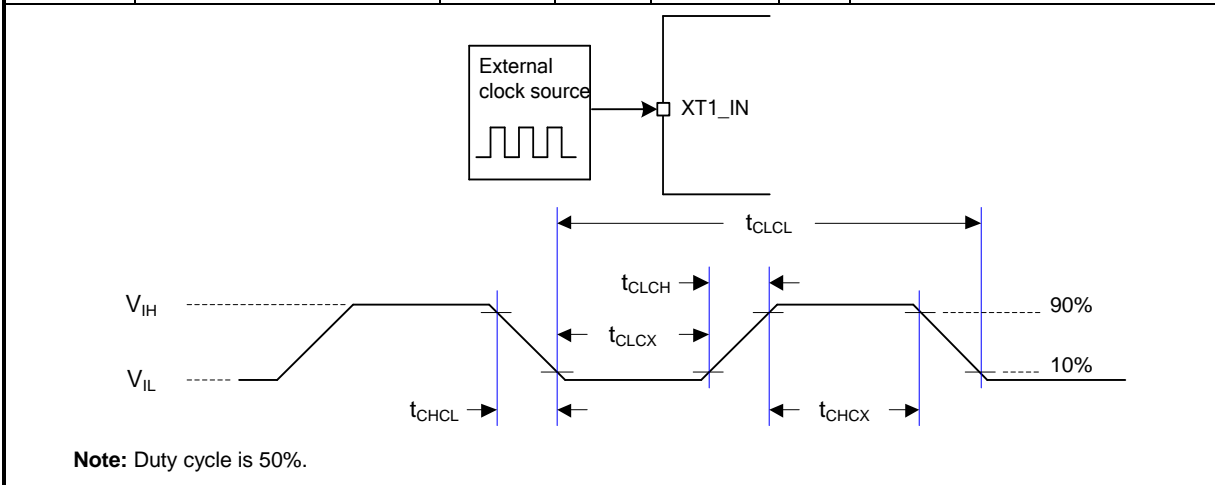 External
clock source
XT1_IN
tCLCL
tCLCH
VIH
90%
tCLCX
VIL
10%
tCHCL
tCHCX
Note: Duty cycle is 50%.